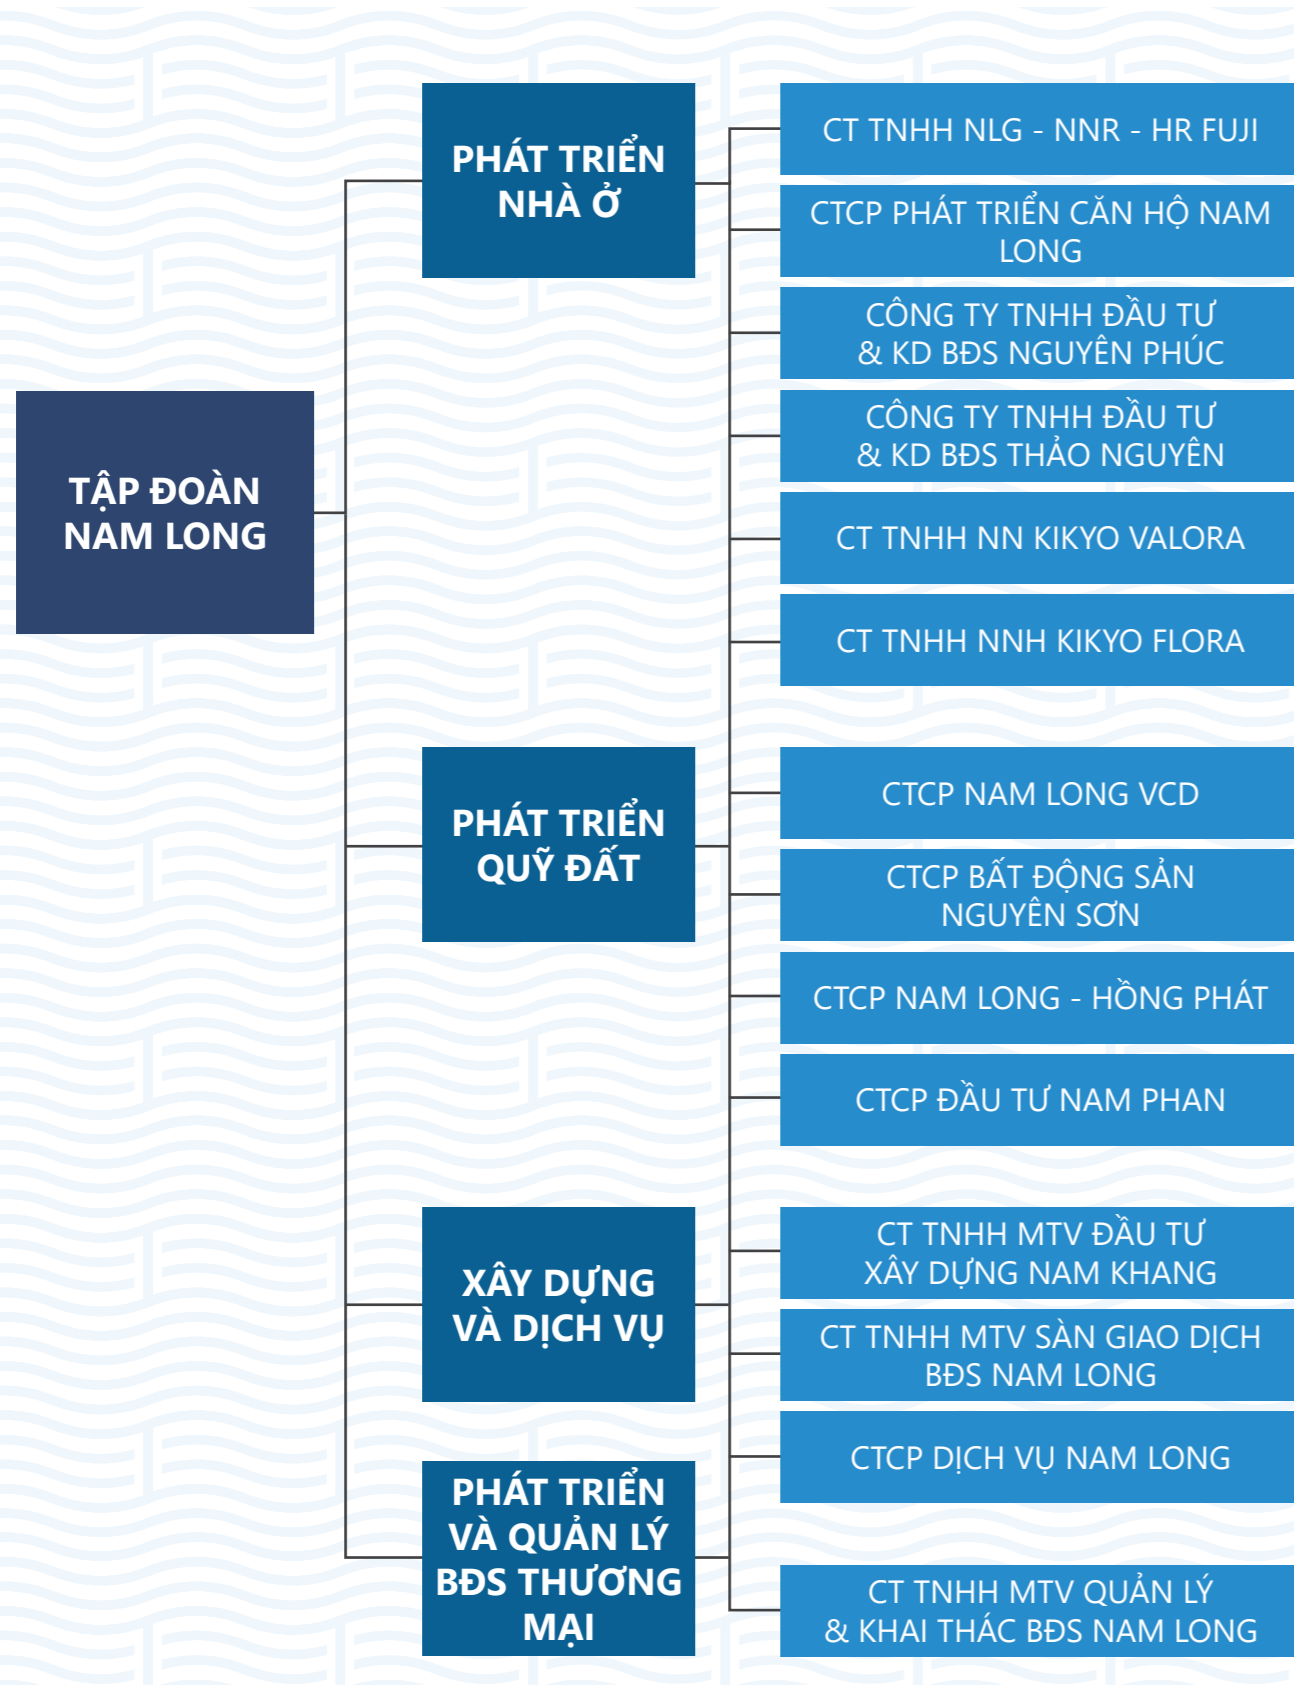 TẬP ĐOÀN
NAM LONG
PHÁT TRIỂN
NHÀ Ở
CT TNHH NLG - NNR - HR FUJI
CTCP PHÁT TRIỂN CĂN HỘ NAM
LONG
CÔNG TY TNHH ĐẦU TƯ
& KD BĐS NGUYÊN PHÚC
CÔNG TY TNHH ĐẦU TƯ
& KD BĐS THẢO NGUYÊN
CT TNHH NN KIKYO VALORA
CT TNHH NNH KIKYO FLORA
PHÁT TRIỂN
QUỸ ĐẤT
CTCP NAM LONG VCD
CTCP BẤT ĐỘNG SẢN
NGUYÊN SƠN
CTCP NAM LONG - HỒNG PHÁT
CTCP ĐẦU TƯ NAM PHAN
XÂY DỰNG
VÀ DỊCH VỤ
CT TNHH MTV ĐẦU TƯ
XÂY DỰNG NAM KHANG
CT TNHH MTV SÀN GIAO DỊCH
BĐS NAM LONG
CTCP DỊCH VỤ NAM LONG
PHÁT TRIỂN
VÀ QUẢN LÝ
BĐS THƯƠNG
MẠI
CT TNHH MTV QUẢN LÝ
& KHAI THÁC BĐS NAM LONG